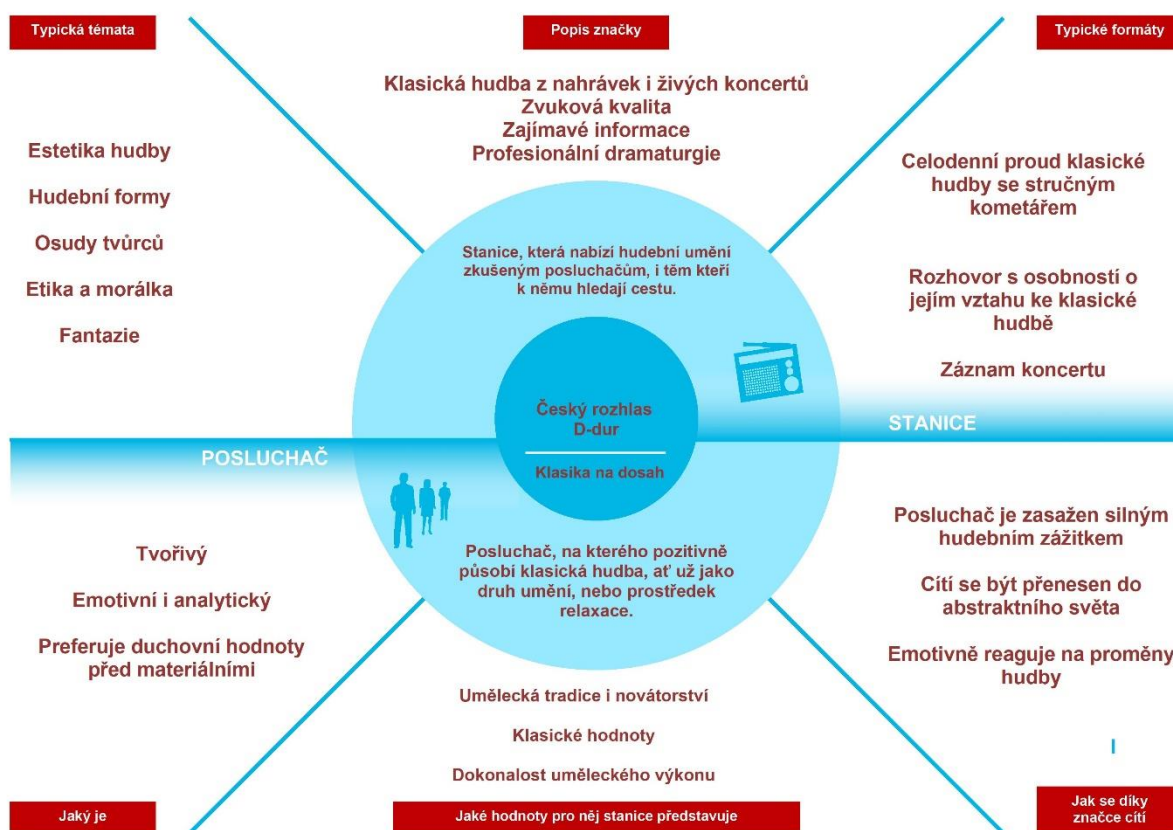 Typická témata
Popis značky
Typické formáty
Klasická hudba z nahrávek i živých koncertů
Zvuková kvalita
Zajímavé informace
Profesionální dramaturgie
Estetika hudby
Hudební formy
Osudy tvůrců
Etika a morálka
Fantazie
Celodenní proud klasické
hudby se stručným
kometářem
Rozhovor s osobností o
jejím vztahu ke klasické
hudbě
Záznam koncertu
Stanice, která nabízí hudební umění
zkušeným posluchačům, i těm kteří
k němu hledají cestu.
Český rozhlas
D-dur
Klasika na dosah
STANICE
POSLUCHAČ
Posluchač, na kterého pozitivně
působí klasická hudba, ať už jako
druh umění, nebo prostředek
relaxace.
Tvořivý
Emotivní i analytický
Preferuje duchovní hodnoty
před materiálními
Posluchač je zasažen silným
hudebním zážitkem
Cítí se být přenesen do
abstraktního světa
Emotivně reaguje na proměny
hudby
Umělecká tradice i novátorství
Klasické hodnoty
Dokonalost uměleckého výkonu
Jaký je
Jaké hodnoty pro něj stanice představuje
Jak se díky
značce cítí